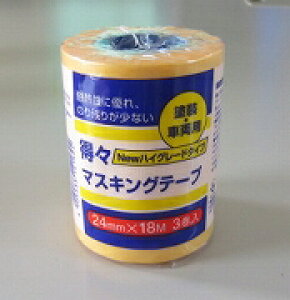 耐熱性に優れ、
のり残りが少ない
塗装・
車両用
得々
Newハイグレードタイプ
マスキングテープ
24mm×18M 3巻入